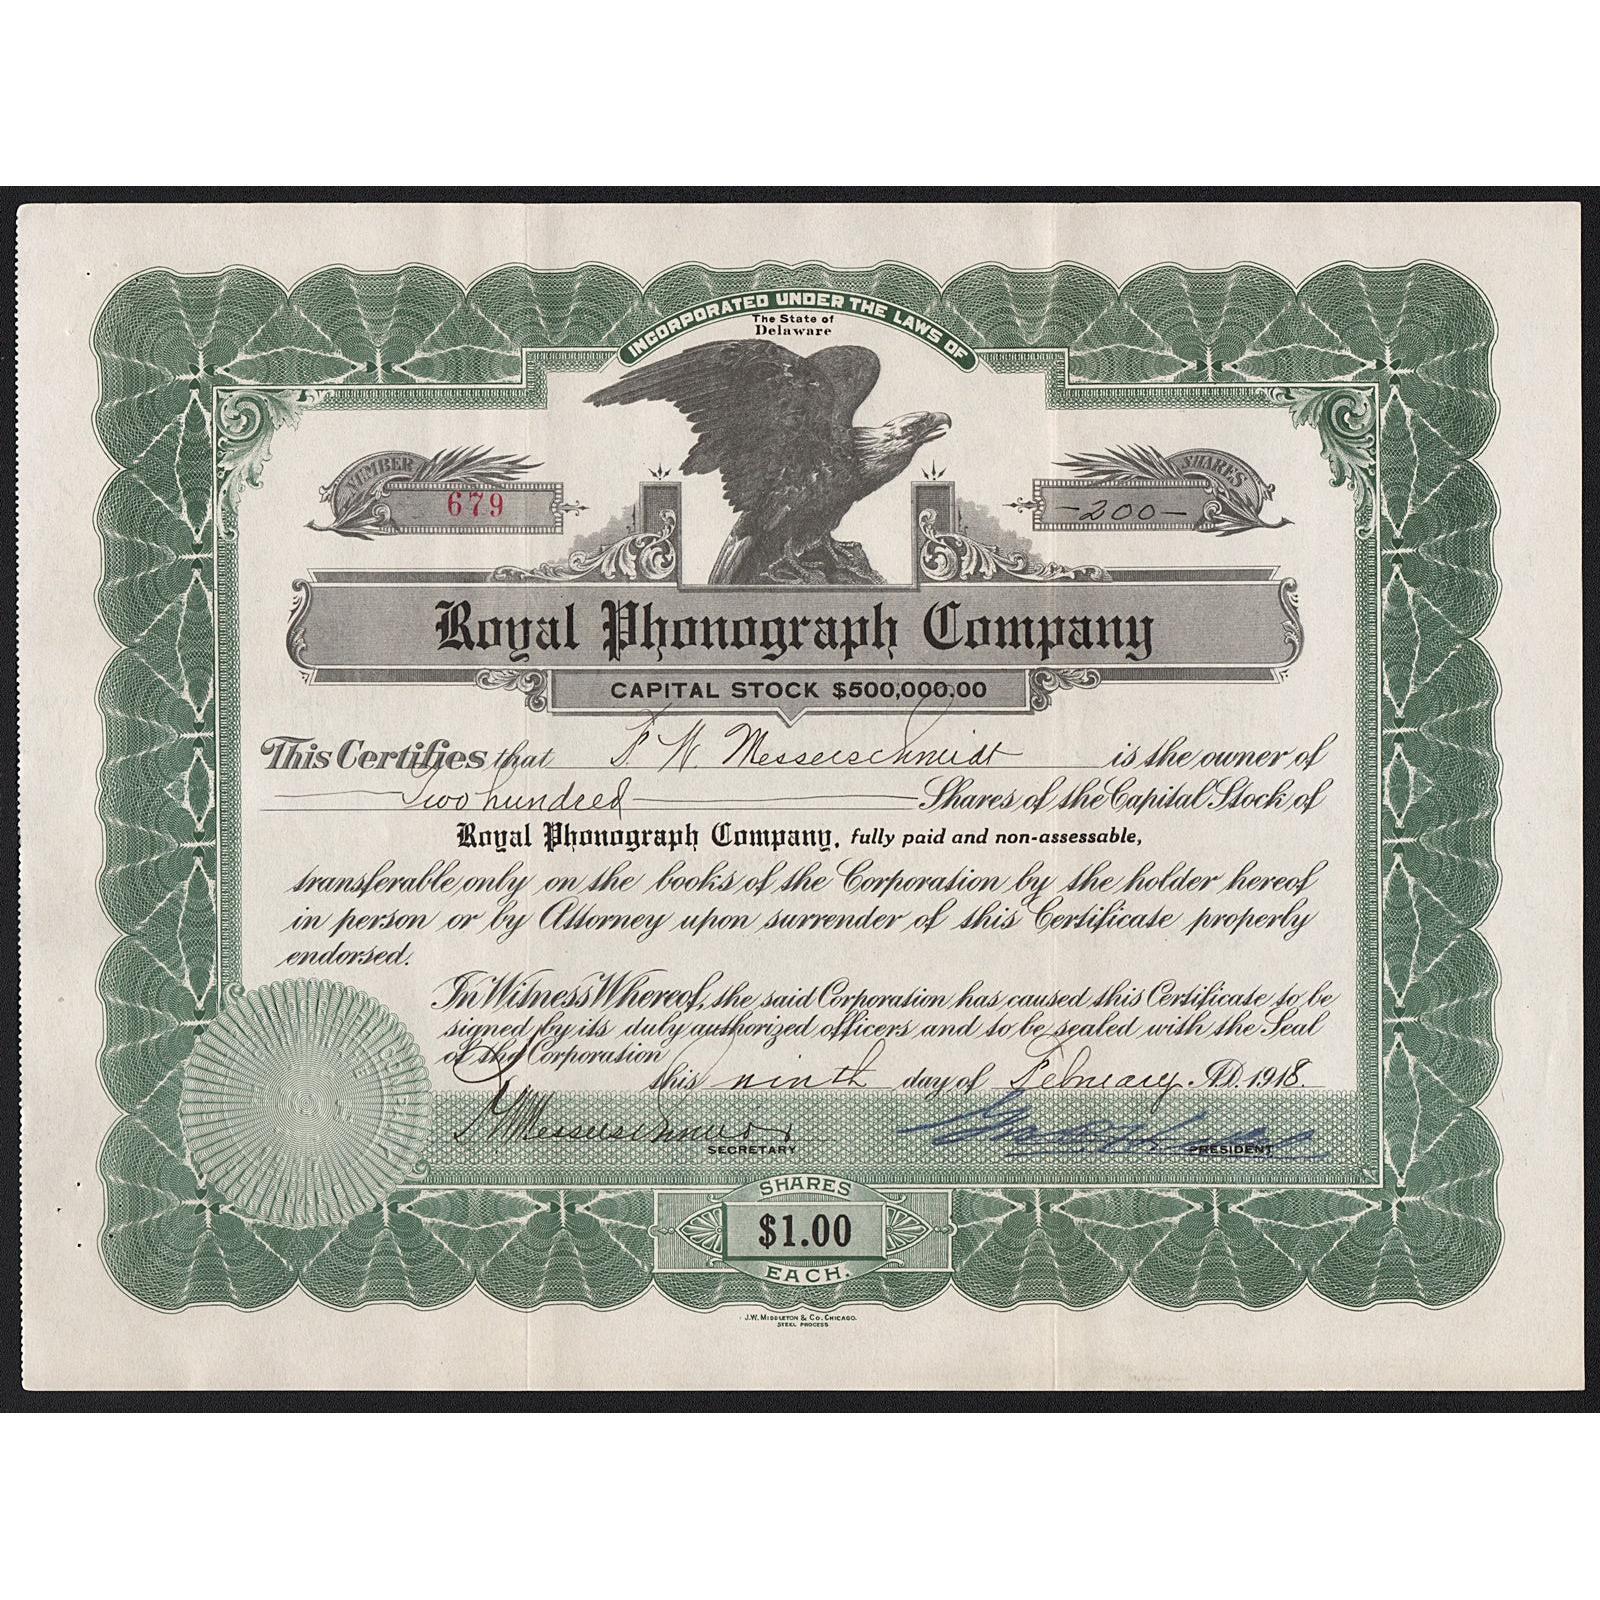 INCORPORATED UNDER THE LAWS OF
The State of
Delaware
NUMBER
679
SHARES
-200-
Royal Phonograph Company
CAPITAL STOCK $500,000.00
This Certifies that F W Messerschmidt is the owner of
Two hundred Shares of the Capital Stock of
Royal Phonograph Company, fully paid and non-assessable,
transferable only on the books of the Corporation by the holder hereof
in person or by Attorney upon surrender of this Certificate properly
endorsed.
In Witness Whereof, the said Corporation has caused this Certificate to be
signed by its duly authorized officers and to be sealed with the Seal
of the Corporation
this ninth day of February A.D. 1918.
F W Messerschmidt
SECRETARY
PRESIDENT
SHARES
$1.00
EACH.
J.W. MIDDLETON & CO. CHICAGO.
STEEL PROCESS